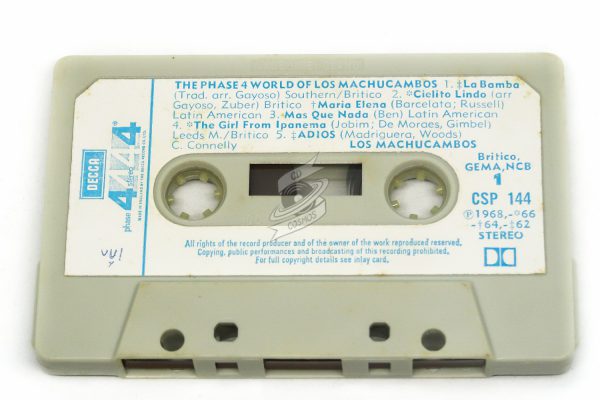 THE PHASE 4 WORLD OF LOS MACHUCAMBOS 1. ‡La Bamba
(Trad. arr. Gayoso) Southern/Britico 2. *Cielito Lindo (arr
Gayoso, Zuber) Britico †Maria Elena (Barcelata; Russell)
Latin American 3. Mas Que Nada (Ben) Latin American
4. *The Girl From Ipanema (Jobim; De Moraes, Gimbel)
Leeds M./Britico 5. ‡ADIOS (Madriguera, Woods)
C. Connelly LOS MACHUCAMBOS
DECCA
phase 4 stereo
444
Britico,
GEMA,NCB
1
CSP 144
Ⓟ1968,-*66
-†64,-‡62
STEREO
CD
COSMOS
All rights of the record producer and of the owner of the work reproduced reserved.
Copying, public performances and broadcasting of this recording prohibited.
For full copyright details see inlay card.